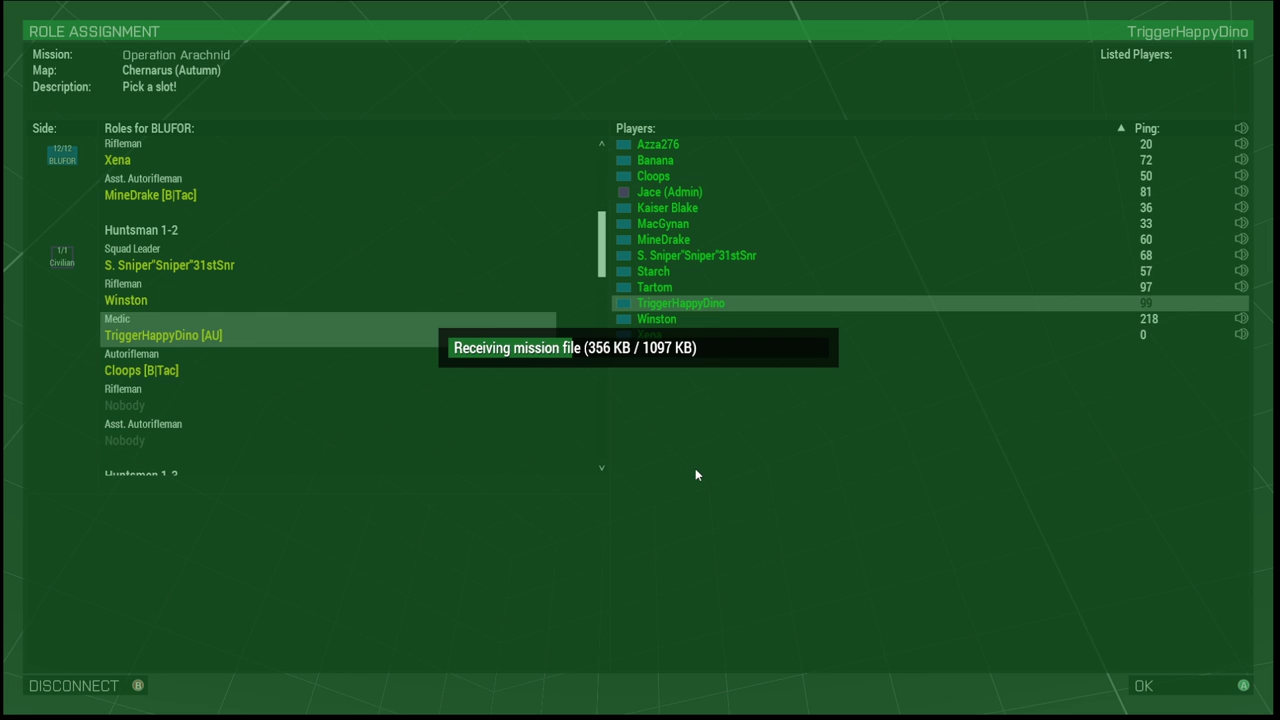 ROLE ASSIGNMENT
TriggerHappyDino
Mission: Operation Arachnid
Listed Players: 11
Map: Chernarus (Autumn)
Description: Pick a slot!
Side:
12/12
BLUFOR
1/1
Civilian
Roles for BLUFOR:
Rifleman
Xena
Asst. Autorifleman
MineDrake [B|Tac]
Huntsman 1-2
Squad Leader
S. Sniper"Sniper"31stSnr
Rifleman
Winston
Medic
TriggerHappyDino [AU]
Autorifleman
Cloops [B|Tac]
Rifleman
Nobody
Asst. Autorifleman
Nobody
Huntsman 1-3
Players: Ping:
Azza276 20
Banana 72
Cloops 50
Jace (Admin) 81
Kaiser Blake 36
MacGynan 33
MineDrake 60
S. Sniper"Sniper"31stSnr 68
Starch 57
Tartom 97
TriggerHappyDino 99
Winston 218
Xena 0
Receiving mission file (356 KB / 1097 KB)
DISCONNECT B
OK A